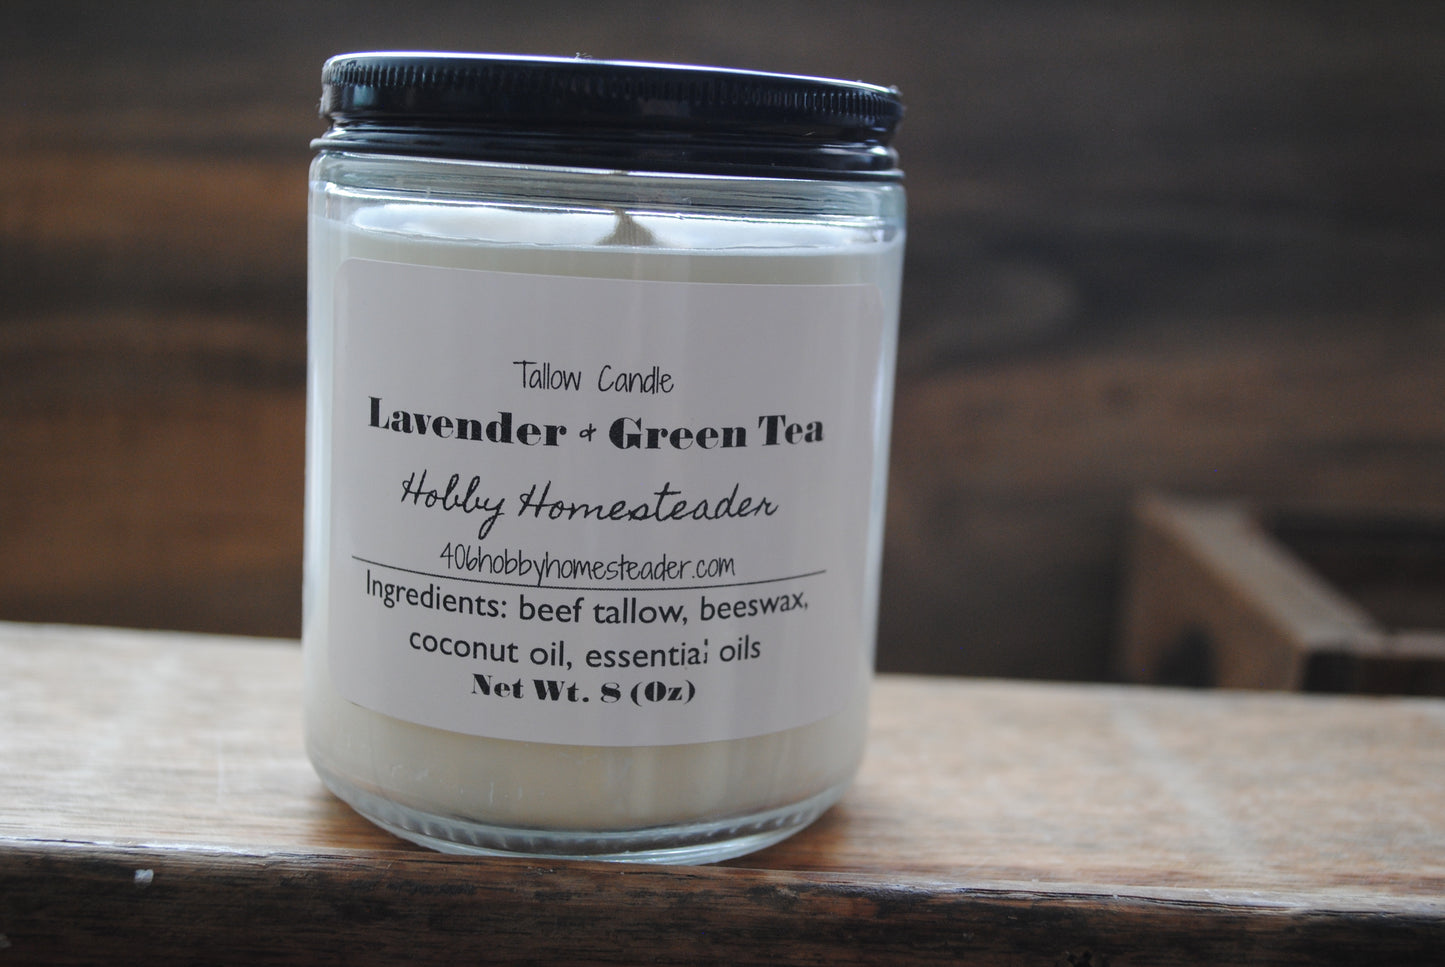 Tallow Candle
Lavender & Green Tea
Hobby Homesteader
406hobbyhomesteader.com
Ingredients: beef tallow, beeswax,
coconut oil, essential oils
Net Wt. 8 (Oz)